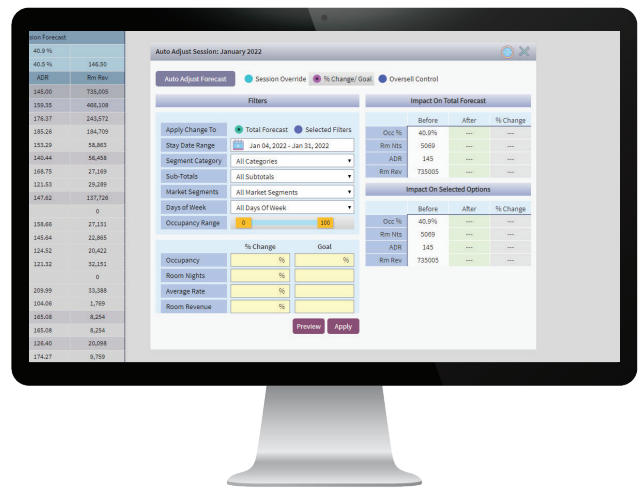 sion Forecast
40.9 %
40.5 % 146.50
ADR Rm Rev
145.00 735,005
159.35 466,108
176.37 243,572
185.26 184,709
153.29 58,863
140.44 56,458
168.75 27,169
121.53 29,289
147.62 137,726
0
158.66 27,131
145.64 22,865
124.52 20,422
121.32 32,151
0
209.99 33,388
104.06 1,769
165.08 8,254
165.08 8,254
126.40 20,098
174.27 9,759
Auto Adjust Session: January 2022
Auto Adjust Forecast Session Override % Change/ Goal Oversell Control
Filters
Apply Change To Total Forecast Selected Filters
Stay Date Range Jan 04, 2022 - Jan 31, 2022
Segment Category All Categories
Sub-Totals All Subtotals
Market Segments All Market Segments
Days of Week All Days Of Week
Occupancy Range 0 100
% Change Goal
Occupancy % %
Room Nights %
Average Rate %
Room Revenue %
Preview Apply
Impact On Total Forecast
Before After % Change
Occ % 40.9% --- ---
Rm Nts 5069 --- ---
ADR 145 --- ---
Rm Rev 735005 --- ---
Impact On Selected Options
Before After % Change
Occ % 40.9% --- ---
Rm Nts 5069 --- ---
ADR 145 --- ---
Rm Rev 735005 --- ---